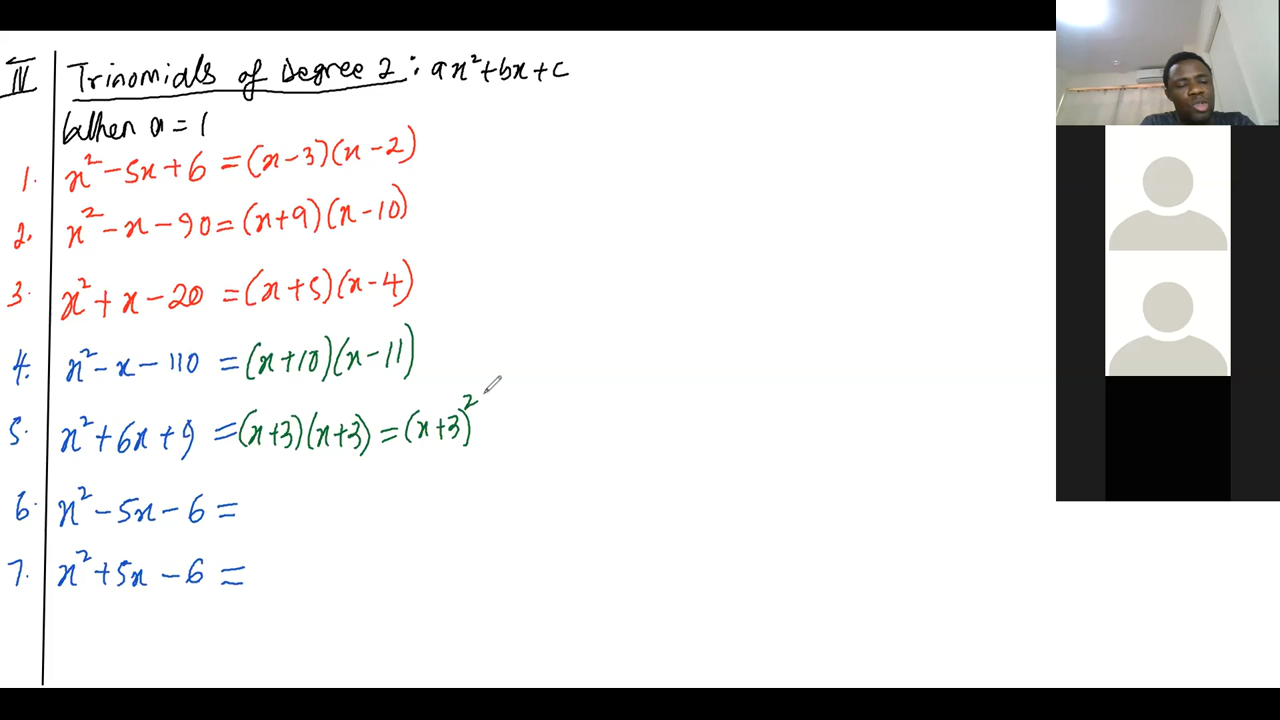 IV Trinomials of Degree 2 : ax²+bx+c
When a = 1
1. x² - 5x + 6 = (x-3)(x-2)
2. x² - x - 90 = (x+9)(x-10)
3. x² + x - 20 = (x+5)(x-4)
4. x² - x - 110 = (x+10)(x-11)
5. x² + 6x + 9 = (x+3)(x+3) = (x+3)²
6. x² - 5x - 6 =
7. x² + 5x - 6 =